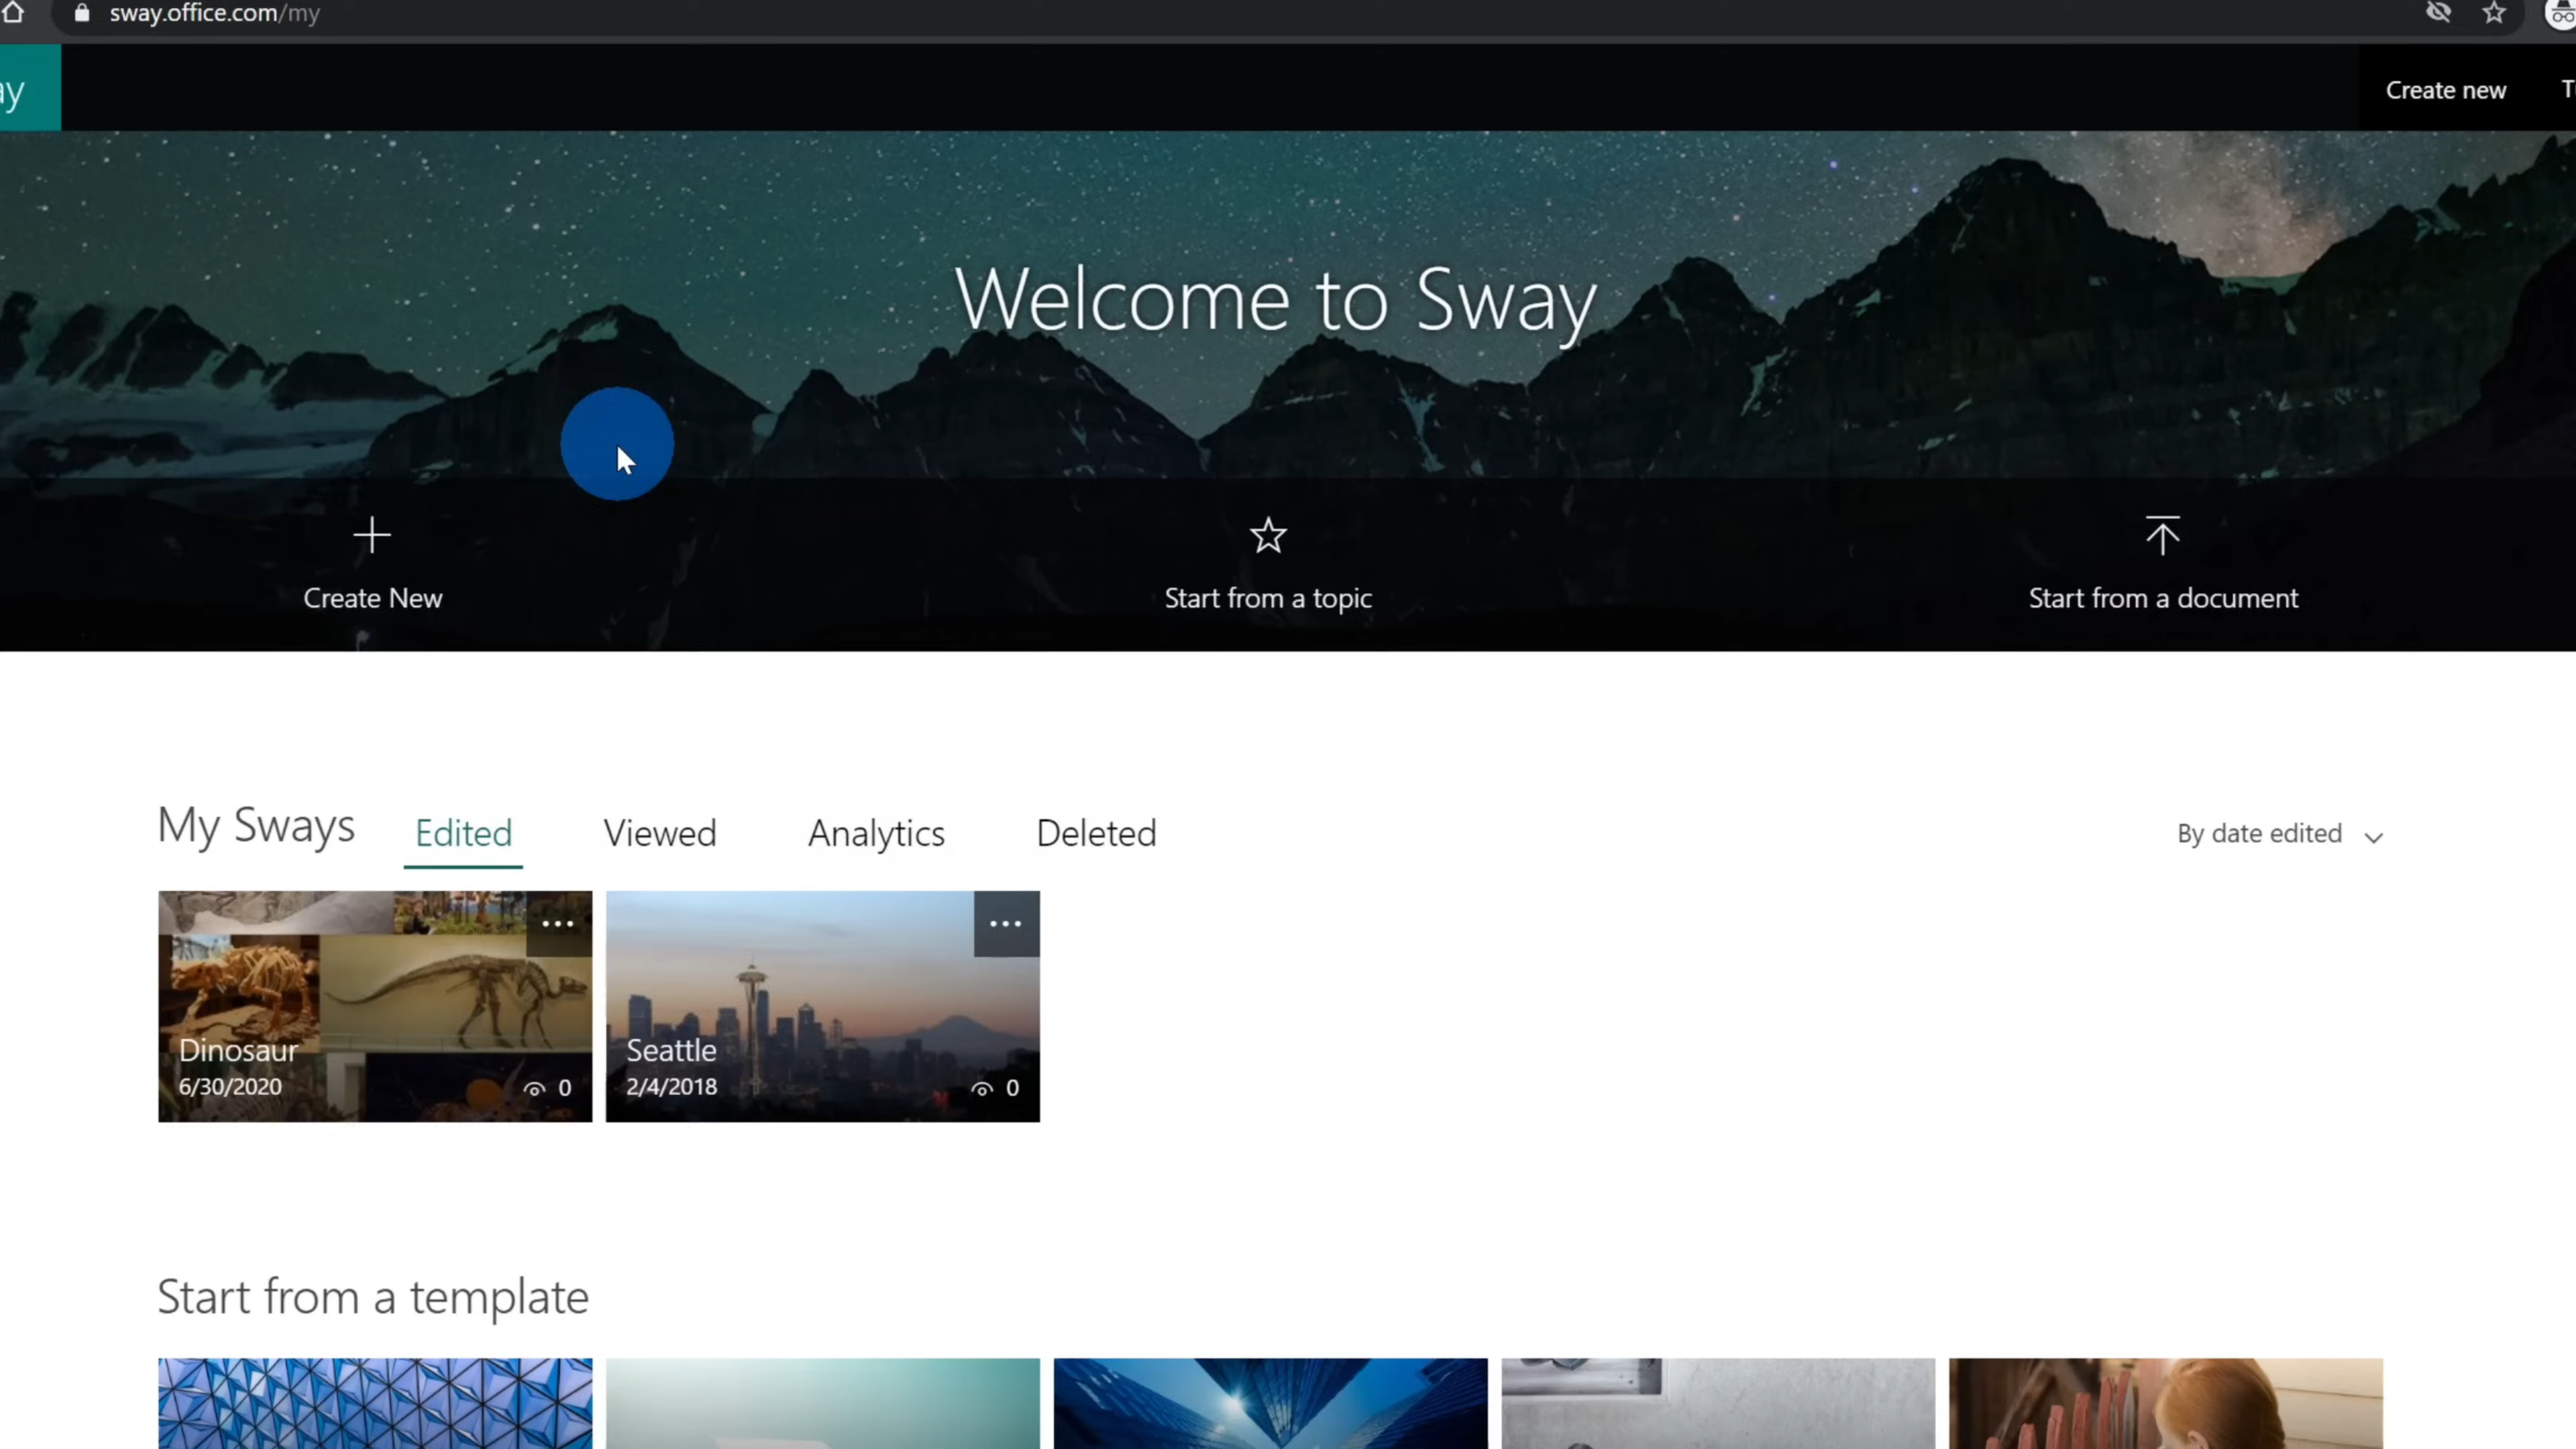 sway.office.com/my
ay
Create new
Welcome to Sway
Create New
Start from a topic
Start from a document
My Sways
Edited
Viewed
Analytics
Deleted
By date edited
Dinosaur
6/30/2020
0
Seattle
2/4/2018
0
Start from a template